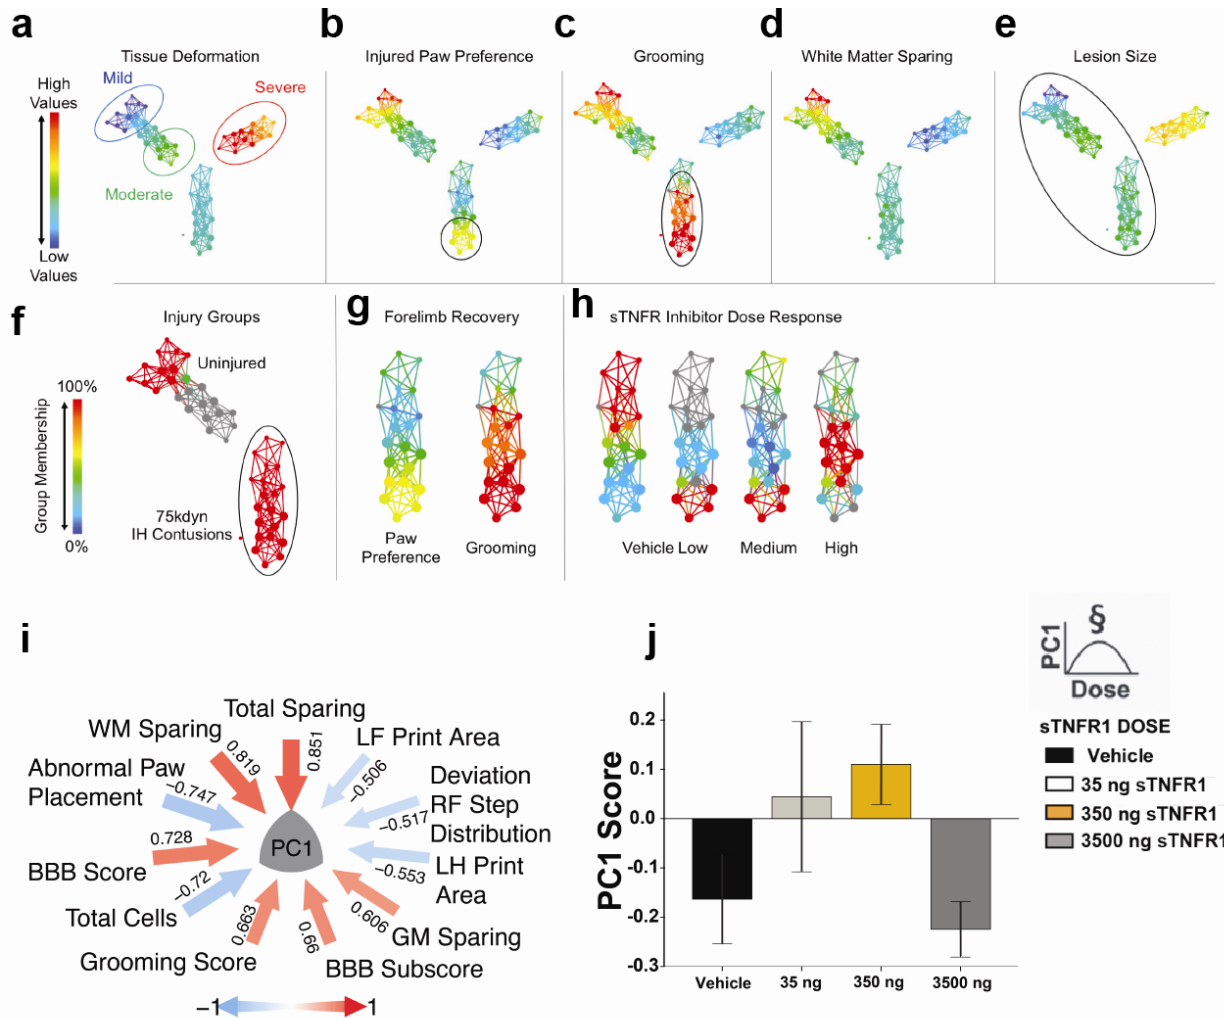 a
b
c
d
e
Tissue Deformation
Injured Paw Preference
Grooming
White Matter Sparing
Lesion Size
High
Values
Low
Values
Mild
Severe
Moderate
f
g
h
Injury Groups
Forelimb Recovery
sTNFR Inhibitor Dose Response
Uninjured
100%
Group Membership
0%
75kdyn
IH Contusions
Paw
Preference
Grooming
Vehicle Low
Medium
High
i
j
Total Sparing
0.851
WM Sparing
0.819
LF Print Area
−0.506
Abnormal Paw
Placement
−0.747
Deviation
RF Step
Distribution
−0.517
BBB Score
0.728
PC1
LH Print
Area
−0.553
Total Cells
−0.72
GM Sparing
0.606
Grooming Score
0.663
BBB Subscore
0.66
−1
1
PC1 Score
0.2
0.1
0.0
-0.1
-0.2
-0.3
Vehicle
35 ng
350 ng
3500 ng
§
PC1
Dose
sTNFR1 DOSE
Vehicle
35 ng sTNFR1
350 ng sTNFR1
3500 ng sTNFR1